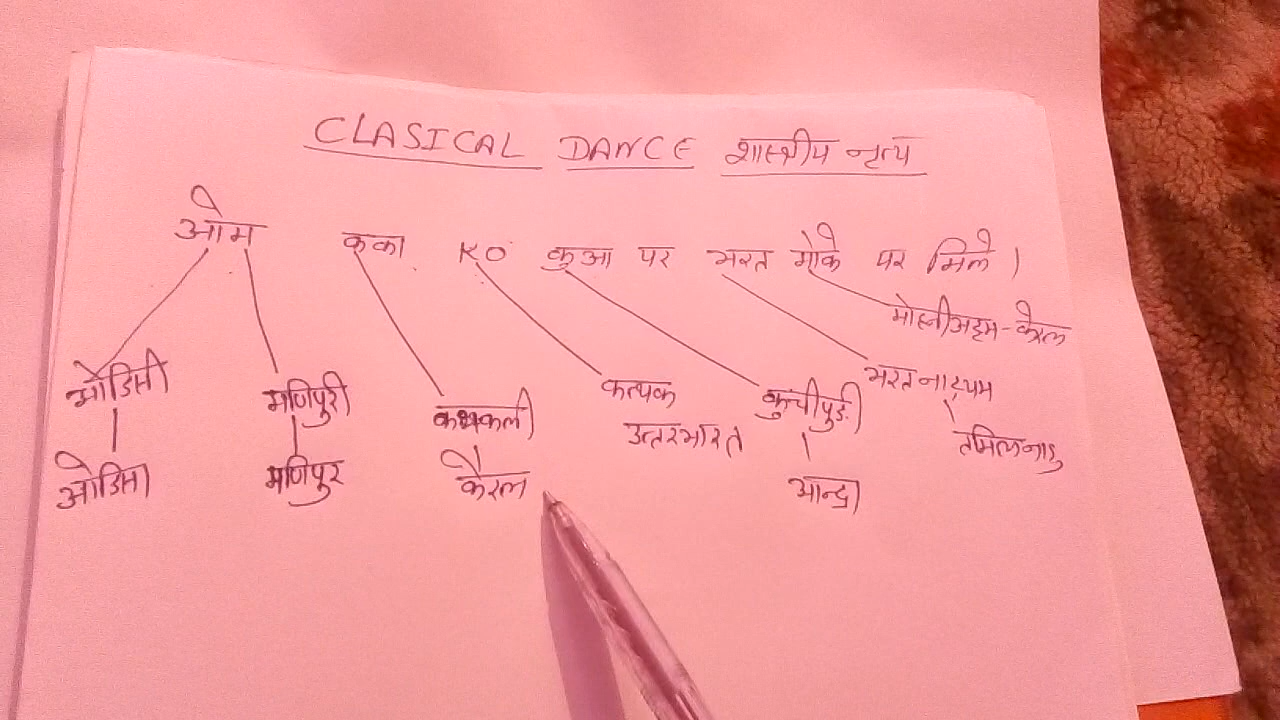 CLASICAL DANCE शास्त्रीय नृत्य
ओम कका KO कुआ पर भरत मोके पर मिले।
मोहनीअट्टम-केरल
ओडिसी मणिपुरी कथकली कत्थक कुचीपुड़ी भरतनाट्यम
उत्तरभारत तमिलनाडु
ओडिसा मणिपुर केरल आन्ध्रा